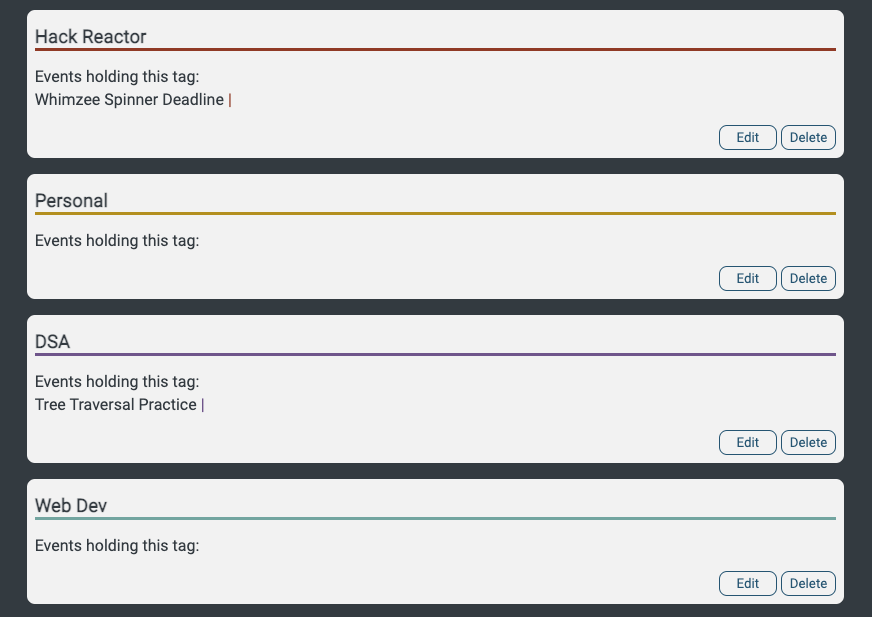 Hack Reactor
Events holding this tag:
Whimzee Spinner Deadline |
Edit Delete
Personal
Events holding this tag:
Edit Delete
DSA
Events holding this tag:
Tree Traversal Practice |
Edit Delete
Web Dev
Events holding this tag:
Edit Delete